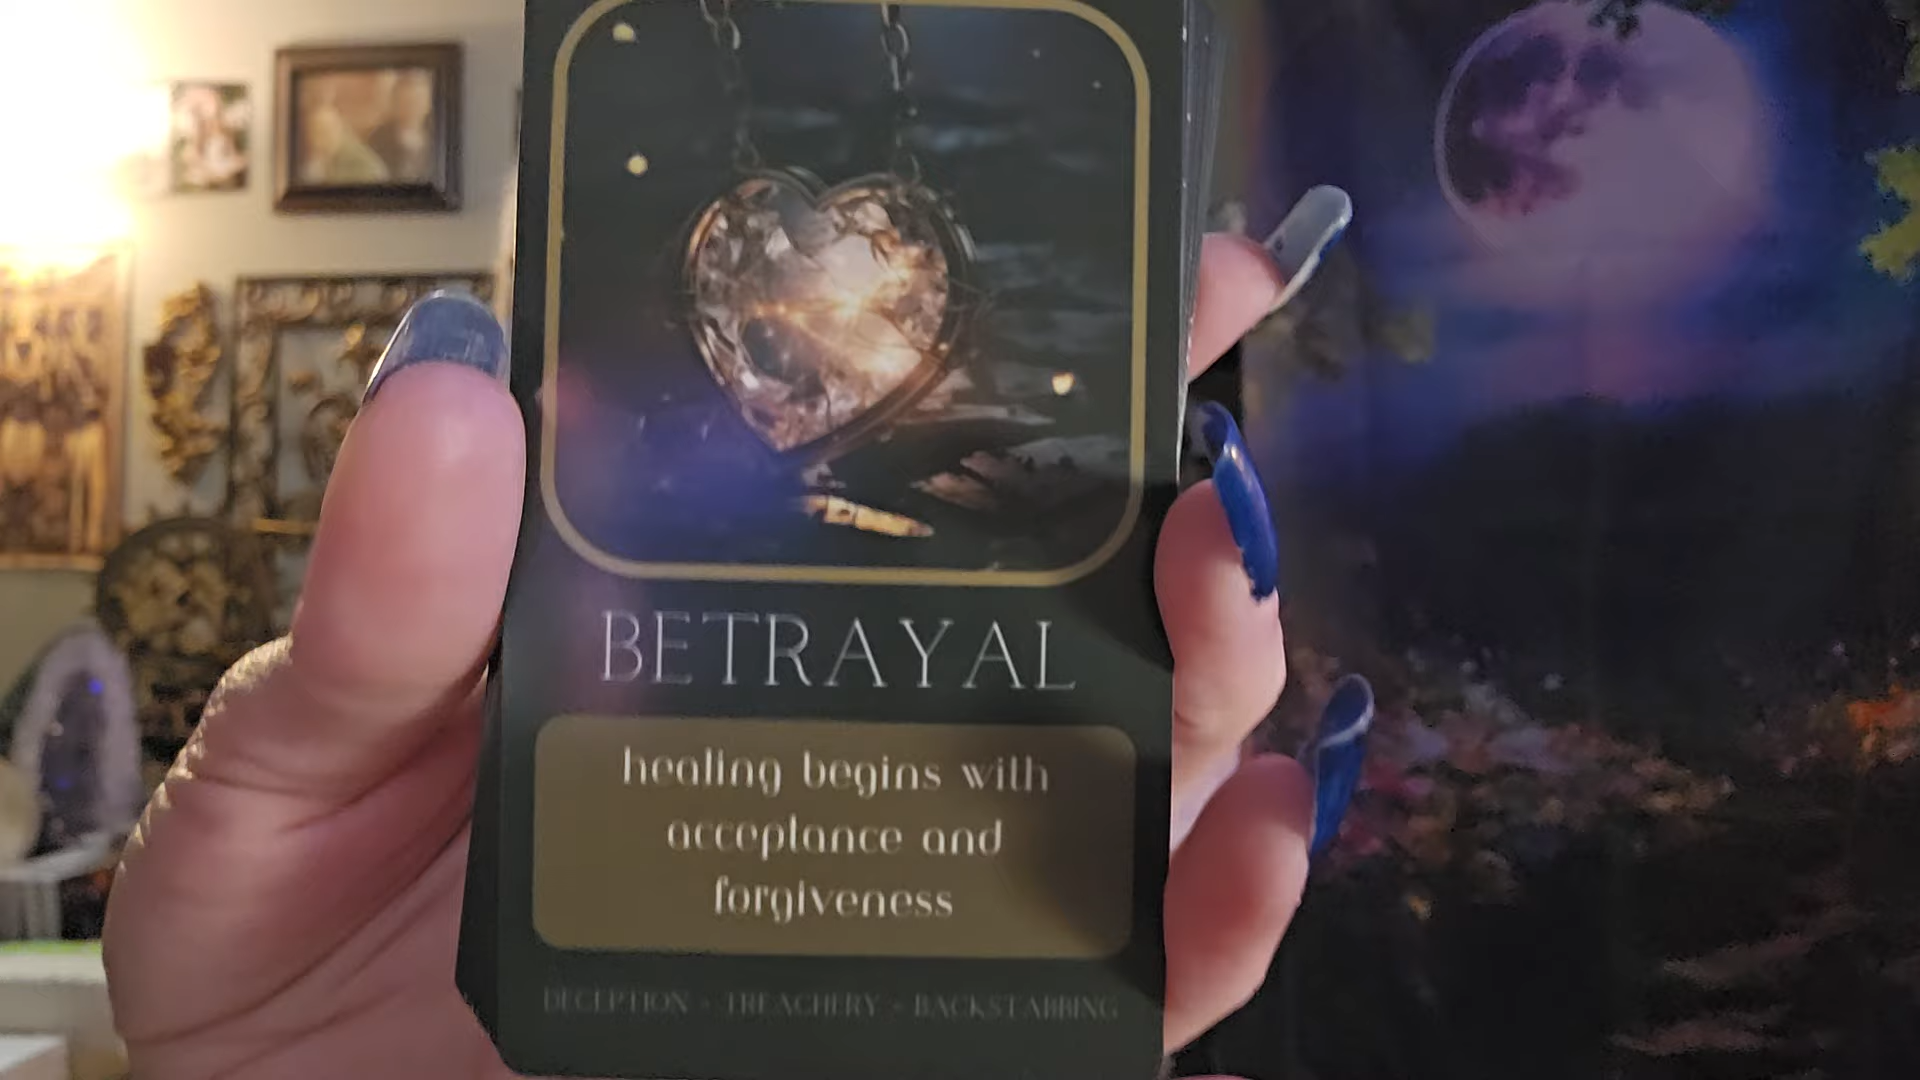 BETRAYAL
healing begins with
acceptance and
forgiveness
DECEPTION - TREACHERY - BACKSTABBING